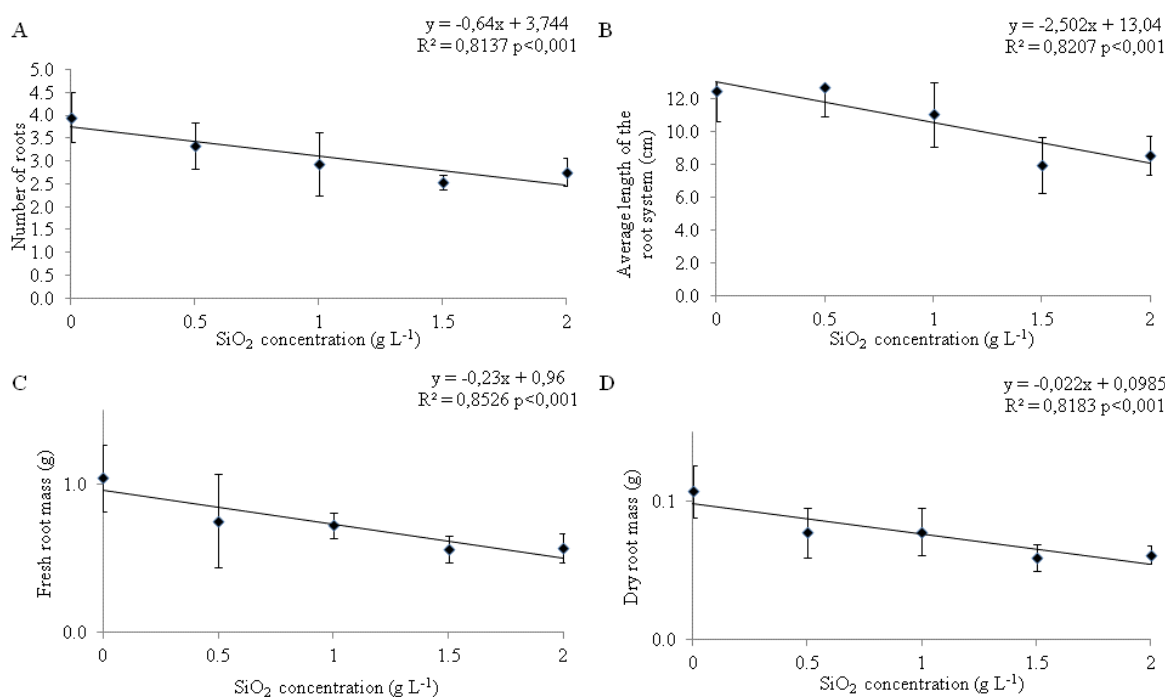 A
y = -0,64x + 3,744
R² = 0,8137 p<0,001
5.0
4.5
4.0
3.5
3.0
2.5
2.0
1.5
1.0
0.5
0.0
Number of roots
0 0.5 1 1.5 2
SiO₂ concentration (g L⁻¹)
B
y = -2,502x + 13,04
R² = 0,8207 p<0,001
12.0
10.0
8.0
6.0
4.0
2.0
0.0
Average length of the
root system (cm)
0 0.5 1 1.5 2
SiO₂ concentration (g L⁻¹)
C
y = -0,23x + 0,96
R² = 0,8526 p<0,001
1.0
0.0
Fresh root mass (g)
0 0.5 1 1.5 2
SiO₂ concentration (g L⁻¹)
D
y = -0,022x + 0,0985
R² = 0,8183 p<0,001
0.1
0.0
Dry root mass (g)
0 0.5 1 1.5 2
SiO₂ concentration (g L⁻¹)